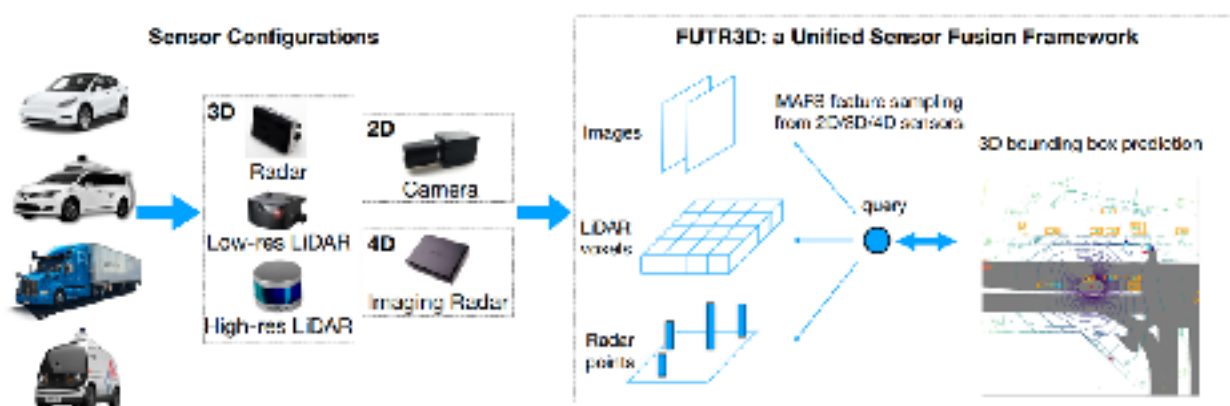 Sensor Configurations
3D
Radar
Low-res LiDAR
High-res LiDAR
2D
Camera
4D
Imaging Radar
FUTR3D: a Unified Sensor Fusion Framework
Images
LiDAR
voxels
Radar
points
MAFS feature sampling
from 2D/3D/4D sensors
query
3D bounding box prediction